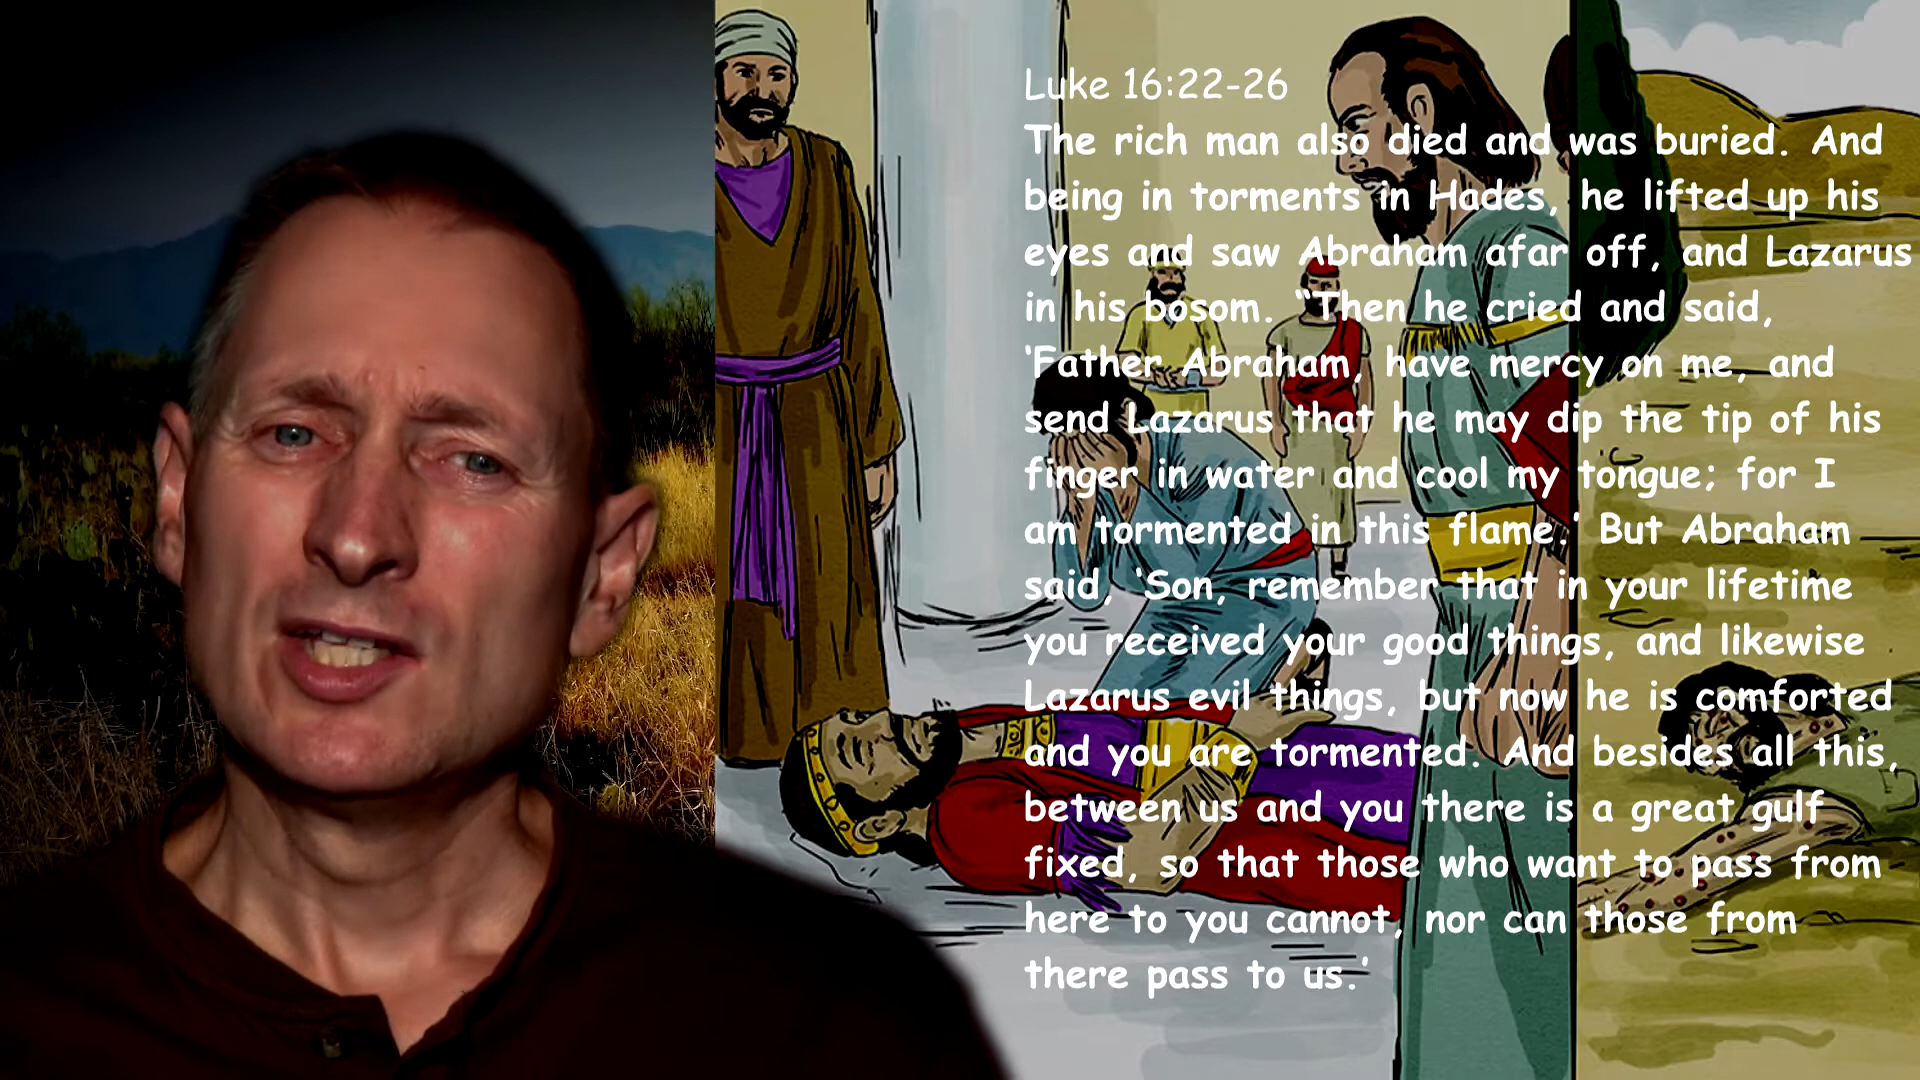 Luke 16:22-26
The rich man also died and was buried. And
being in torments in Hades, he lifted up his
eyes and saw Abraham afar off, and Lazarus
in his bosom. “Then he cried and said,
‘Father Abraham, have mercy on me, and
send Lazarus that he may dip the tip of his
finger in water and cool my tongue; for I
am tormented in this flame.’ But Abraham
said, ‘Son, remember that in your lifetime
you received your good things, and likewise
Lazarus evil things, but now he is comforted
and you are tormented. And besides all this,
between us and you there is a great gulf
fixed, so that those who want to pass from
here to you cannot, nor can those from
there pass to us.’